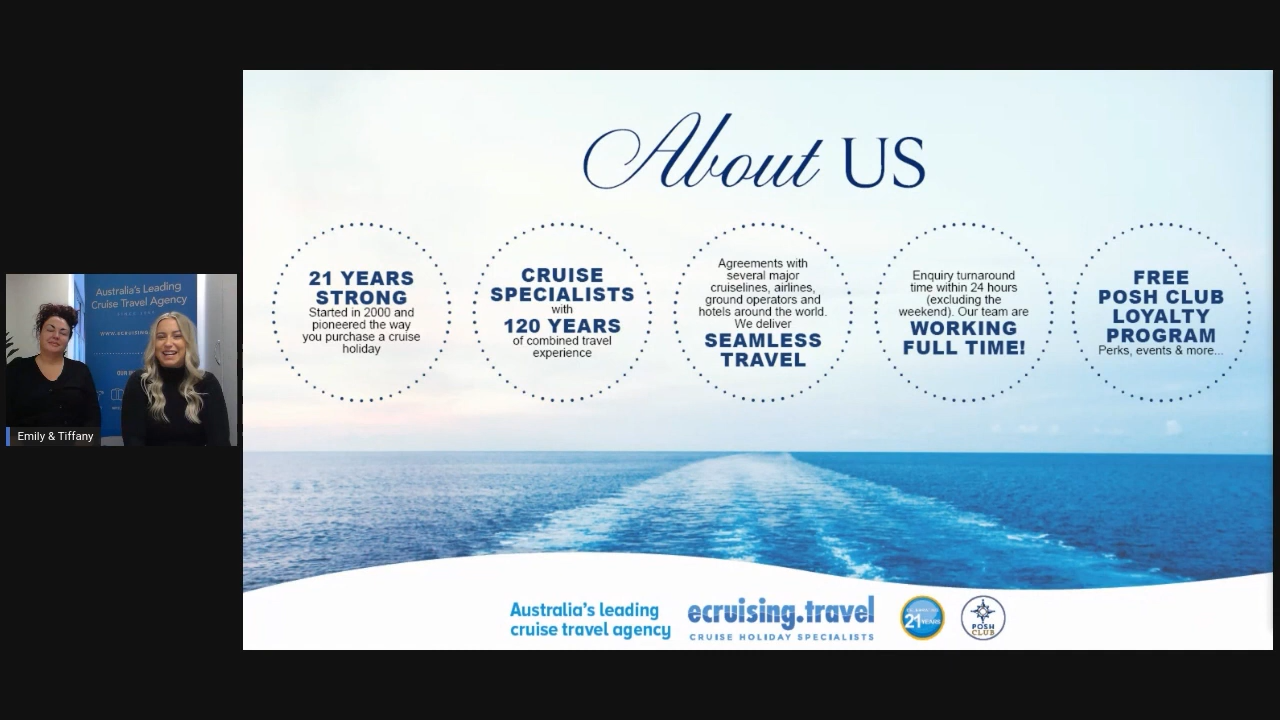 About US
21 YEARS
STRONG
Started in 2000 and
pioneered the way
you purchase a cruise
holiday
CRUISE
SPECIALISTS
with
120 YEARS
of combined travel
experience
Agreements with
several major
cruiselines, airlines,
ground operators and
hotels around the world.
We deliver
SEAMLESS
TRAVEL
Enquiry turnaround
time within 24 hours
(excluding the
weekend). Our team are
WORKING
FULL TIME!
FREE
POSH CLUB
LOYALTY
PROGRAM
Perks, events & more...
Australia's Leading
Cruise Travel Agency
SINCE 2000
Emily & Tiffany
Australia's leading
cruise travel agency
ecruising.travel
CRUISE HOLIDAY SPECIALISTS
21 YEARS
POSH
CLUB